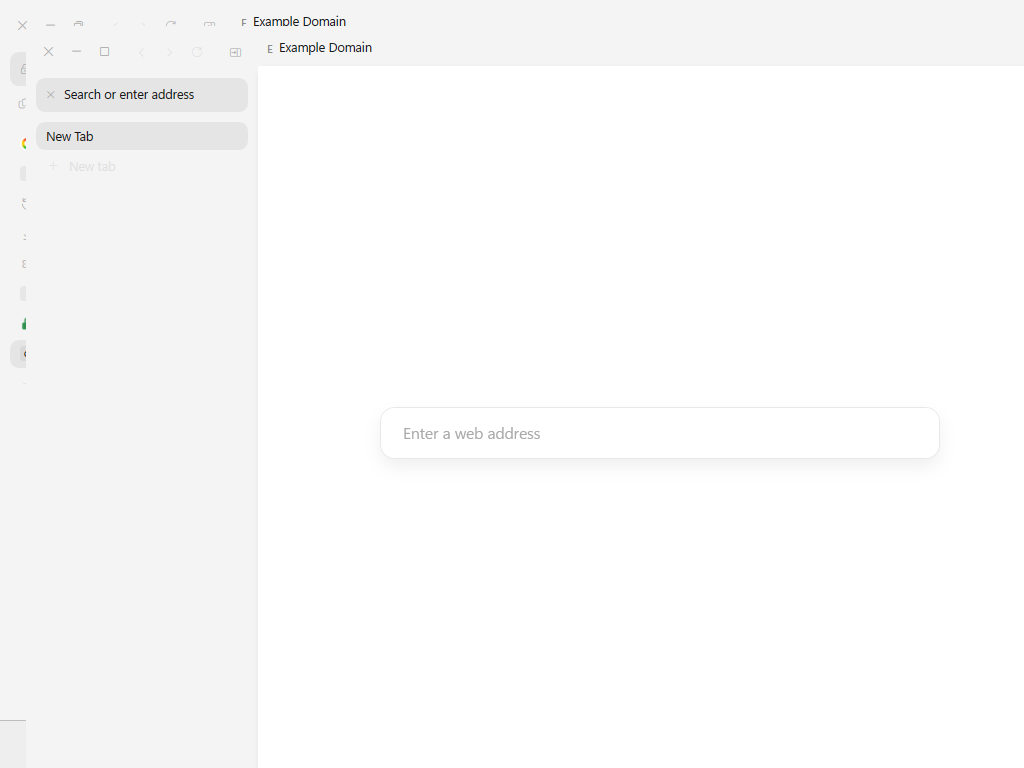 E Example Domain
E Example Domain
Search or enter address
New Tab
New tab
Enter a web address